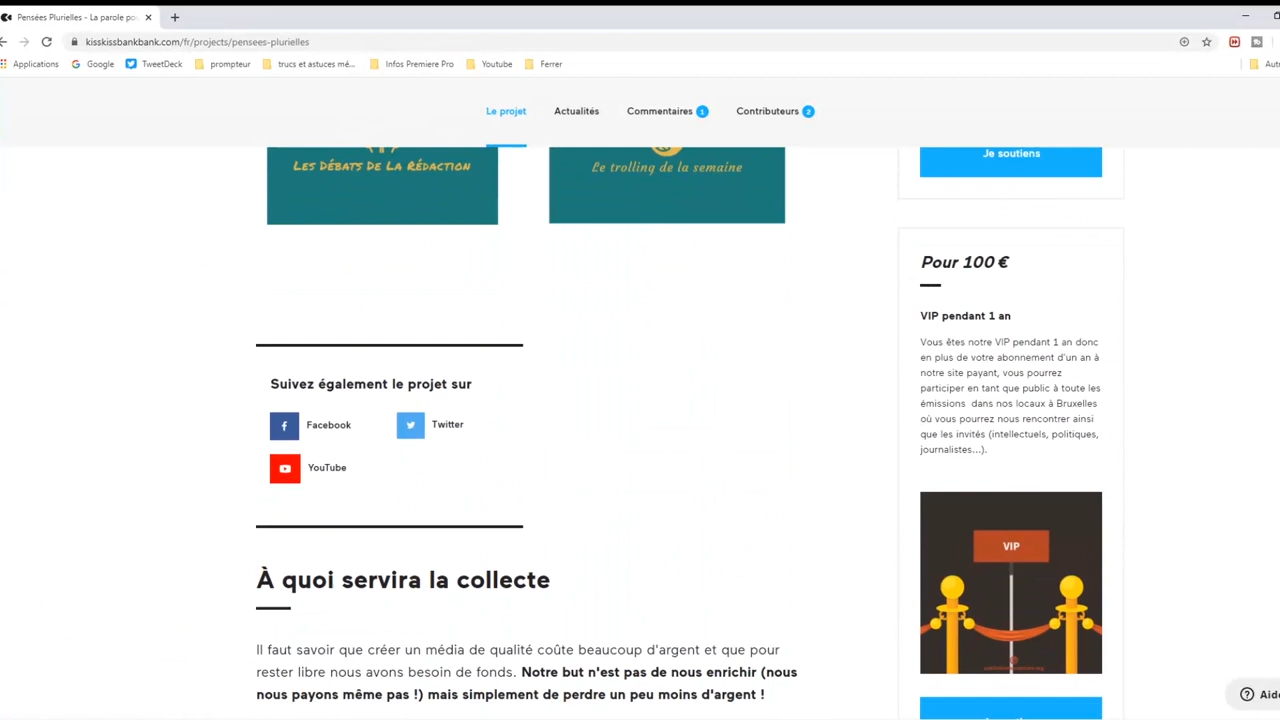 Pensées Plurielles - La parole po
kisskissbankbank.com/fr/projects/pensees-plurielles
Applications Google TweetDeck prompteur trucs et astuces mé... Infos Premiere Pro Youtube Ferrer Aut
Le projet Actualités Commentaires 1 Contributeurs 2
LES DÉBATS DE LA RÉDACTION
Le trolling de la semaine
Je soutiens
Pour 100 €
VIP pendant 1 an
Vous êtes notre VIP pendant 1 an donc
en plus de votre abonnement d'un an à
notre site payant, vous pourrez
participer en tant que public à toute les
émissions dans nos locaux à Bruxelles
où vous pourrez nous rencontrer ainsi
que les invités (intellectuels, politiques,
journalistes...).
VIP
Suivez également le projet sur
Facebook Twitter
YouTube
À quoi servira la collecte
Il faut savoir que créer un média de qualité coûte beaucoup d'argent et que pour
rester libre nous avons besoin de fonds. Notre but n'est pas de nous enrichir (nous
nous payons même pas !) mais simplement de perdre un peu moins d'argent !
Aide